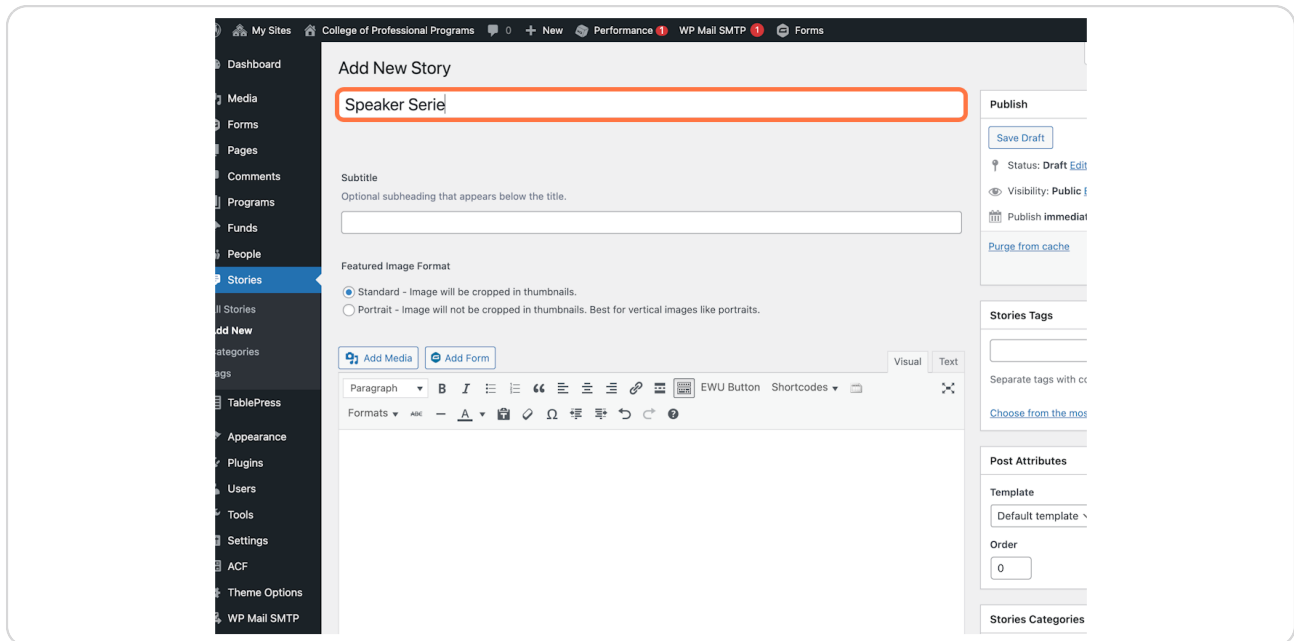 My Sites College of Professional Programs 0 New Performance 1 WP Mail SMTP 1 Forms
Dashboard
Media
Forms
Pages
Comments
Programs
Funds
People
Stories
ll Stories
dd New
ategories
ags
TablePress
Appearance
Plugins
Users
Tools
Settings
ACF
Theme Options
WP Mail SMTP
Add New Story
Speaker Serie
Subtitle
Optional subheading that appears below the title.
Featured Image Format
Standard - Image will be cropped in thumbnails.
Portrait - Image will not be cropped in thumbnails. Best for vertical images like portraits.
Add Media Add Form
Visual Text
Paragraph B I EWU Button Shortcodes
Formats ABC A Ω
Publish
Save Draft
Status: Draft Edit
Visibility: Public
Publish immediat
Purge from cache
Stories Tags
Separate tags with co
Choose from the mos
Post Attributes
Template
Default template
Order
0
Stories Categories